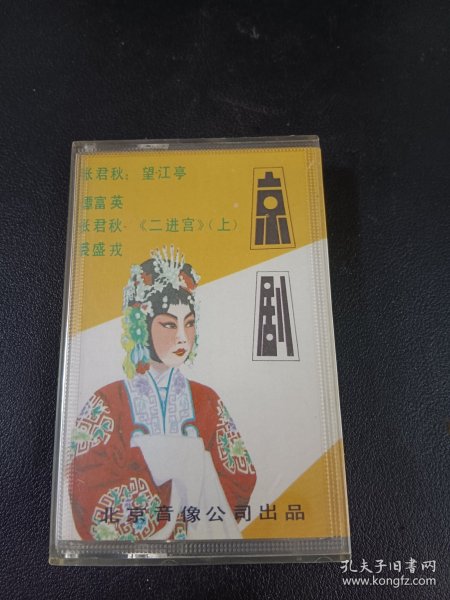 张君秋：望江亭
谭富英
张君秋·《二进宫》（上）
裘盛戎
京剧
北京音像公司出品
孔夫子旧书网
www.kongfz.com